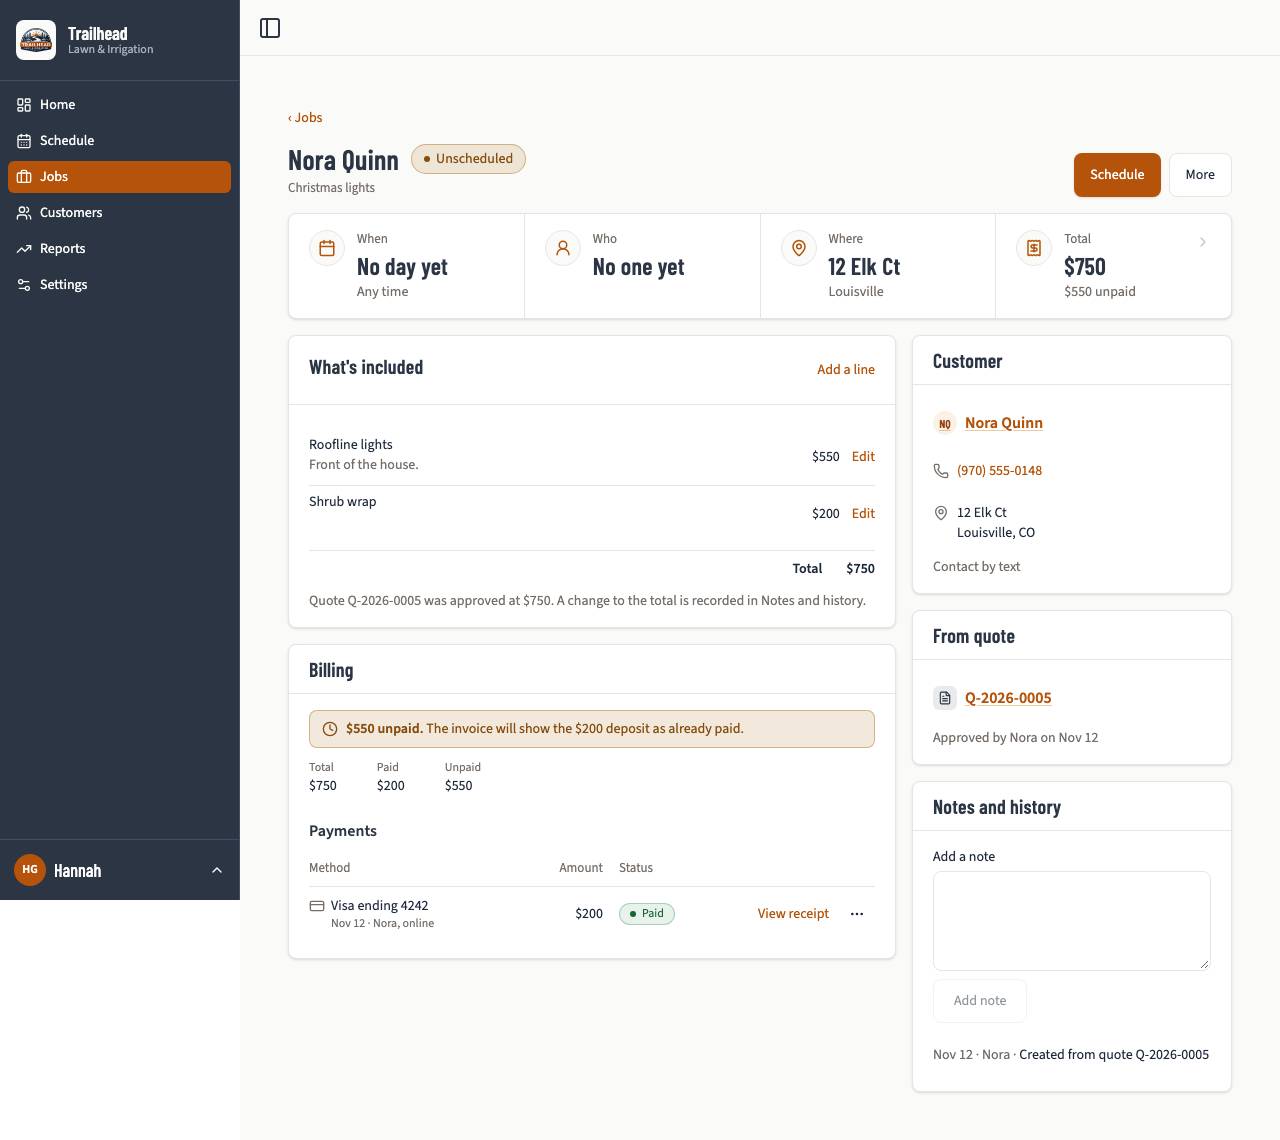 Trailhead
Lawn & Irrigation
Home
Schedule
Jobs
Customers
Reports
Settings
HG
Hannah
‹ Jobs
Nora Quinn
Unscheduled
Christmas lights
Schedule
More
When
No day yet
Any time
Who
No one yet
Where
12 Elk Ct
Louisville
Total
$750
$550 unpaid
What's included
Add a line
Roofline lights
Front of the house.
$550 Edit
Shrub wrap
$200 Edit
Total $750
Quote Q-2026-0005 was approved at $750. A change to the total is recorded in Notes and history.
Billing
$550 unpaid. The invoice will show the $200 deposit as already paid.
Total Paid Unpaid
$750 $200 $550
Payments
Method Amount Status
Visa ending 4242
Nov 12 · Nora, online
$200 Paid View receipt
Customer
NQ Nora Quinn
(970) 555-0148
12 Elk Ct
Louisville, CO
Contact by text
From quote
Q-2026-0005
Approved by Nora on Nov 12
Notes and history
Add a note
Add note
Nov 12 · Nora · Created from quote Q-2026-0005